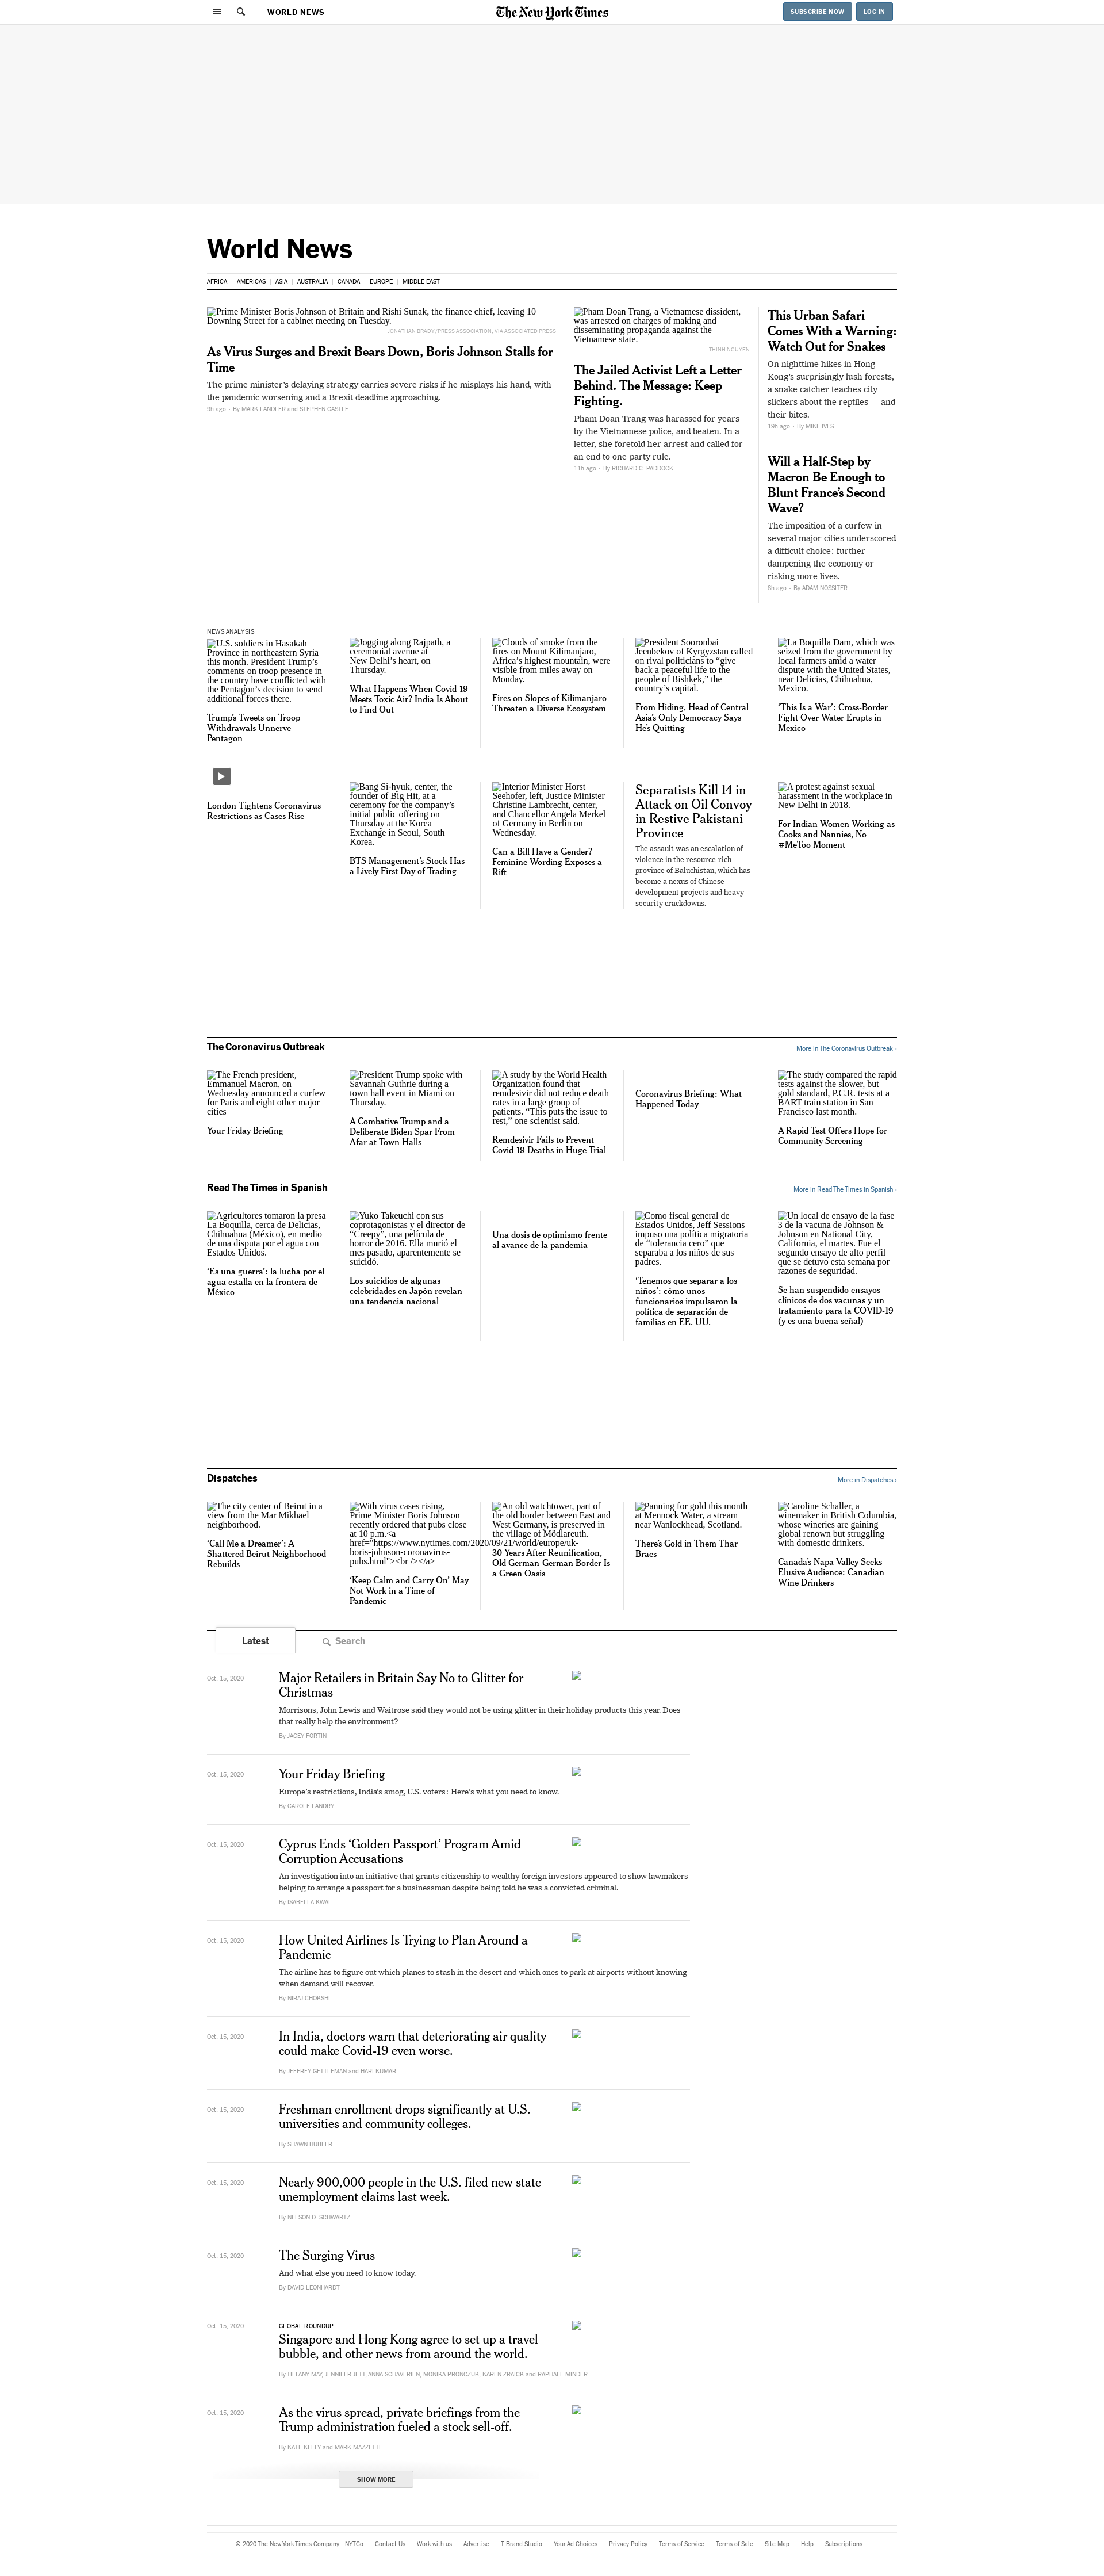 WORLD NEWS
The New York Times
SUBSCRIBE NOW
LOG IN
World News
AFRICA
AMERICAS
ASIA
AUSTRALIA
CANADA
EUROPE
MIDDLE EAST
Prime Minister Boris Johnson of Britain and Rishi Sunak, the finance chief, leaving 10
Downing Street for a cabinet meeting on Tuesday.
JONATHAN BRADY/PRESS ASSOCIATION, VIA ASSOCIATED PRESS
As Virus Surges and Brexit Bears Down, Boris Johnson Stalls for
Time
The prime minister’s delaying strategy carries severe risks if he misplays his hand, with
the pandemic worsening and a Brexit deadline approaching.
9h ago - By MARK LANDLER and STEPHEN CASTLE
Pham Doan Trang, a Vietnamese dissident,
was arrested on charges of making and
disseminating propaganda against the
Vietnamese state.
THINH NGUYEN
The Jailed Activist Left a Letter
Behind. The Message: Keep
Fighting.
Pham Doan Trang was harassed for years
by the Vietnamese police, and beaten. In a
letter, she foretold her arrest and called for
an end to one-party rule.
11h ago - By RICHARD C. PADDOCK
This Urban Safari
Comes With a Warning:
Watch Out for Snakes
On nighttime hikes in Hong
Kong’s surprisingly lush forests,
a snake catcher teaches city
slickers about the reptiles — and
their bites.
19h ago - By MIKE IVES
Will a Half-Step by
Macron Be Enough to
Blunt France’s Second
Wave?
The imposition of a curfew in
several major cities underscored
a difficult choice: further
dampening the economy or
risking more lives.
8h ago - By ADAM NOSSITER
NEWS ANALYSIS
U.S. soldiers in Hasakah
Province in northeastern Syria
this month. President Trump’s
comments on troop presence in
the country have conflicted with
the Pentagon’s decision to send
additional forces there.
Trump’s Tweets on Troop
Withdrawals Unnerve
Pentagon
Jogging along Rajpath, a
ceremonial avenue at
New Delhi’s heart, on
Thursday.
What Happens When Covid-19
Meets Toxic Air? India Is About
to Find Out
Clouds of smoke from the
fires on Mount Kilimanjaro,
Africa’s highest mountain, were
visible from miles away on
Monday.
Fires on Slopes of Kilimanjaro
Threaten a Diverse Ecosystem
President Sooronbai
Jeenbekov of Kyrgyzstan called
on rival politicians to “give
back a peaceful life to the
people of Bishkek,” the
country’s capital.
From Hiding, Head of Central
Asia’s Only Democracy Says
He’s Quitting
La Boquilla Dam, which was
seized from the government by
local farmers amid a water
dispute with the United States,
near Delicias, Chihuahua,
Mexico.
‘This Is a War’: Cross-Border
Fight Over Water Erupts in
Mexico
London Tightens Coronavirus
Restrictions as Cases Rise
Bang Si-hyuk, center, the
founder of Big Hit, at a
ceremony for the company’s
initial public offering on
Thursday at the Korea
Exchange in Seoul, South
Korea.
BTS Management’s Stock Has
a Lively First Day of Trading
Interior Minister Horst
Seehofer, left, Justice Minister
Christine Lambrecht, center,
and Chancellor Angela Merkel
of Germany in Berlin on
Wednesday.
Can a Bill Have a Gender?
Feminine Wording Exposes a
Rift
Separatists Kill 14 in
Attack on Oil Convoy
in Restive Pakistani
Province
The assault was an escalation of
violence in the resource-rich
province of Baluchistan, which has
become a nexus of Chinese
development projects and heavy
security crackdowns.
A protest against sexual
harassment in the workplace in
New Delhi in 2018.
For Indian Women Working as
Cooks and Nannies, No
#MeToo Moment
The Coronavirus Outbreak
More in The Coronavirus Outbreak ›
The French president,
Emmanuel Macron, on
Wednesday announced a curfew
for Paris and eight other major
cities
Your Friday Briefing
President Trump spoke with
Savannah Guthrie during a
town hall event in Miami on
Thursday.
A Combative Trump and a
Deliberate Biden Spar From
Afar at Town Halls
A study by the World Health
Organization found that
remdesivir did not reduce death
rates in a large group of
patients. “This puts the issue to
rest,” one scientist said.
Remdesivir Fails to Prevent
Covid-19 Deaths in Huge Trial
Coronavirus Briefing: What
Happened Today
The study compared the rapid
tests against the slower, but
gold standard, P.C.R. tests at a
BART train station in San
Francisco last month.
A Rapid Test Offers Hope for
Community Screening
Read The Times in Spanish
More in Read The Times in Spanish ›
Agricultores tomaron la presa
La Boquilla, cerca de Delicias,
Chihuahua (México), en medio
de una disputa por el agua con
Estados Unidos.
‘Es una guerra’: la lucha por el
agua estalla en la frontera de
México
Yuko Takeuchi con sus
coprotagonistas y el director de
“Creepy”, una película de
horror de 2016. Ella murió el
mes pasado, aparentemente se
suicidó.
Los suicidios de algunas
celebridades en Japón revelan
una tendencia nacional
Una dosis de optimismo frente
al avance de la pandemia
Como fiscal general de
Estados Unidos, Jeff Sessions
impuso una política migratoria
de “tolerancia cero” que
separaba a los niños de sus
padres.
‘Tenemos que separar a los
niños’: cómo unos
funcionarios impulsaron la
política de separación de
familias en EE. UU.
Un local de ensayo de la fase
3 de la vacuna de Johnson &
Johnson en National City,
California, el martes. Fue el
segundo ensayo de alto perfil
que se detuvo esta semana por
razones de seguridad.
Se han suspendido ensayos
clínicos de dos vacunas y un
tratamiento para la COVID-19
(y es una buena señal)
Dispatches
More in Dispatches ›
The city center of Beirut in a
view from the Mar Mikhael
neighborhood.
‘Call Me a Dreamer’: A
Shattered Beirut Neighborhood
Rebuilds
With virus cases rising,
Prime Minister Boris Johnson
recently ordered that pubs close
at 10 p.m.<a
href="https://www.nytimes.com/2020/09/21/world/europe/uk-
boris-johnson-coronavirus-
pubs.html"><br /></a>
‘Keep Calm and Carry On’ May
Not Work in a Time of
Pandemic
An old watchtower, part of
the old border between East and
West Germany, is preserved in
the village of Mödlareuth.
30 Years After Reunification,
Old German-German Border Is
a Green Oasis
Panning for gold this month
at Mennock Water, a stream
near Wanlockhead, Scotland.
There’s Gold in Them Thar
Braes
Caroline Schaller, a
winemaker in British Columbia,
whose wineries are gaining
global renown but struggling
with domestic drinkers.
Canada’s Napa Valley Seeks
Elusive Audience: Canadian
Wine Drinkers
Latest
Search
Oct. 15, 2020
Major Retailers in Britain Say No to Glitter for
Christmas
Morrisons, John Lewis and Waitrose said they would not be using glitter in their holiday products this year. Does
that really help the environment?
By JACEY FORTIN
Oct. 15, 2020
Your Friday Briefing
Europe’s restrictions, India’s smog, U.S. voters: Here’s what you need to know.
By CAROLE LANDRY
Oct. 15, 2020
Cyprus Ends ‘Golden Passport’ Program Amid
Corruption Accusations
An investigation into an initiative that grants citizenship to wealthy foreign investors appeared to show lawmakers
helping to arrange a passport for a businessman despite being told he was a convicted criminal.
By ISABELLA KWAI
Oct. 15, 2020
How United Airlines Is Trying to Plan Around a
Pandemic
The airline has to figure out which planes to stash in the desert and which ones to park at airports without knowing
when demand will recover.
By NIRAJ CHOKSHI
Oct. 15, 2020
In India, doctors warn that deteriorating air quality
could make Covid-19 even worse.
By JEFFREY GETTLEMAN and HARI KUMAR
Oct. 15, 2020
Freshman enrollment drops significantly at U.S.
universities and community colleges.
By SHAWN HUBLER
Oct. 15, 2020
Nearly 900,000 people in the U.S. filed new state
unemployment claims last week.
By NELSON D. SCHWARTZ
Oct. 15, 2020
The Surging Virus
And what else you need to know today.
By DAVID LEONHARDT
Oct. 15, 2020
GLOBAL ROUNDUP
Singapore and Hong Kong agree to set up a travel
bubble, and other news from around the world.
By TIFFANY MAY, JENNIFER JETT, ANNA SCHAVERIEN, MONIKA PRONCZUK, KAREN ZRAICK and RAPHAEL MINDER
Oct. 15, 2020
As the virus spread, private briefings from the
Trump administration fueled a stock sell-off.
By KATE KELLY and MARK MAZZETTI
SHOW MORE
© 2020 The New York Times Company
NYTCo
Contact Us
Work with us
Advertise
T Brand Studio
Your Ad Choices
Privacy Policy
Terms of Service
Terms of Sale
Site Map
Help
Subscriptions